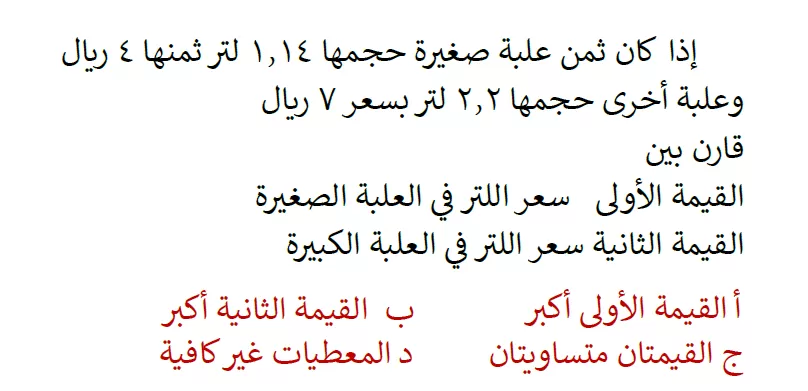 إذا كان ثمن علبة صغيرة حجمها ١,١٤ لتر ثمنها ٤ ريال
وعلبة أخرى حجمها ٢,٢ لتر بسعر ٧ ريال
قارن بين
القيمة الأولى سعر اللتر في العلبة الصغيرة
القيمة الثانية سعر اللتر في العلبة الكبيرة
أ القيمة الأولى أكبر ب القيمة الثانية أكبر
ج القيمتان متساويتان د المعطيات غير كافية